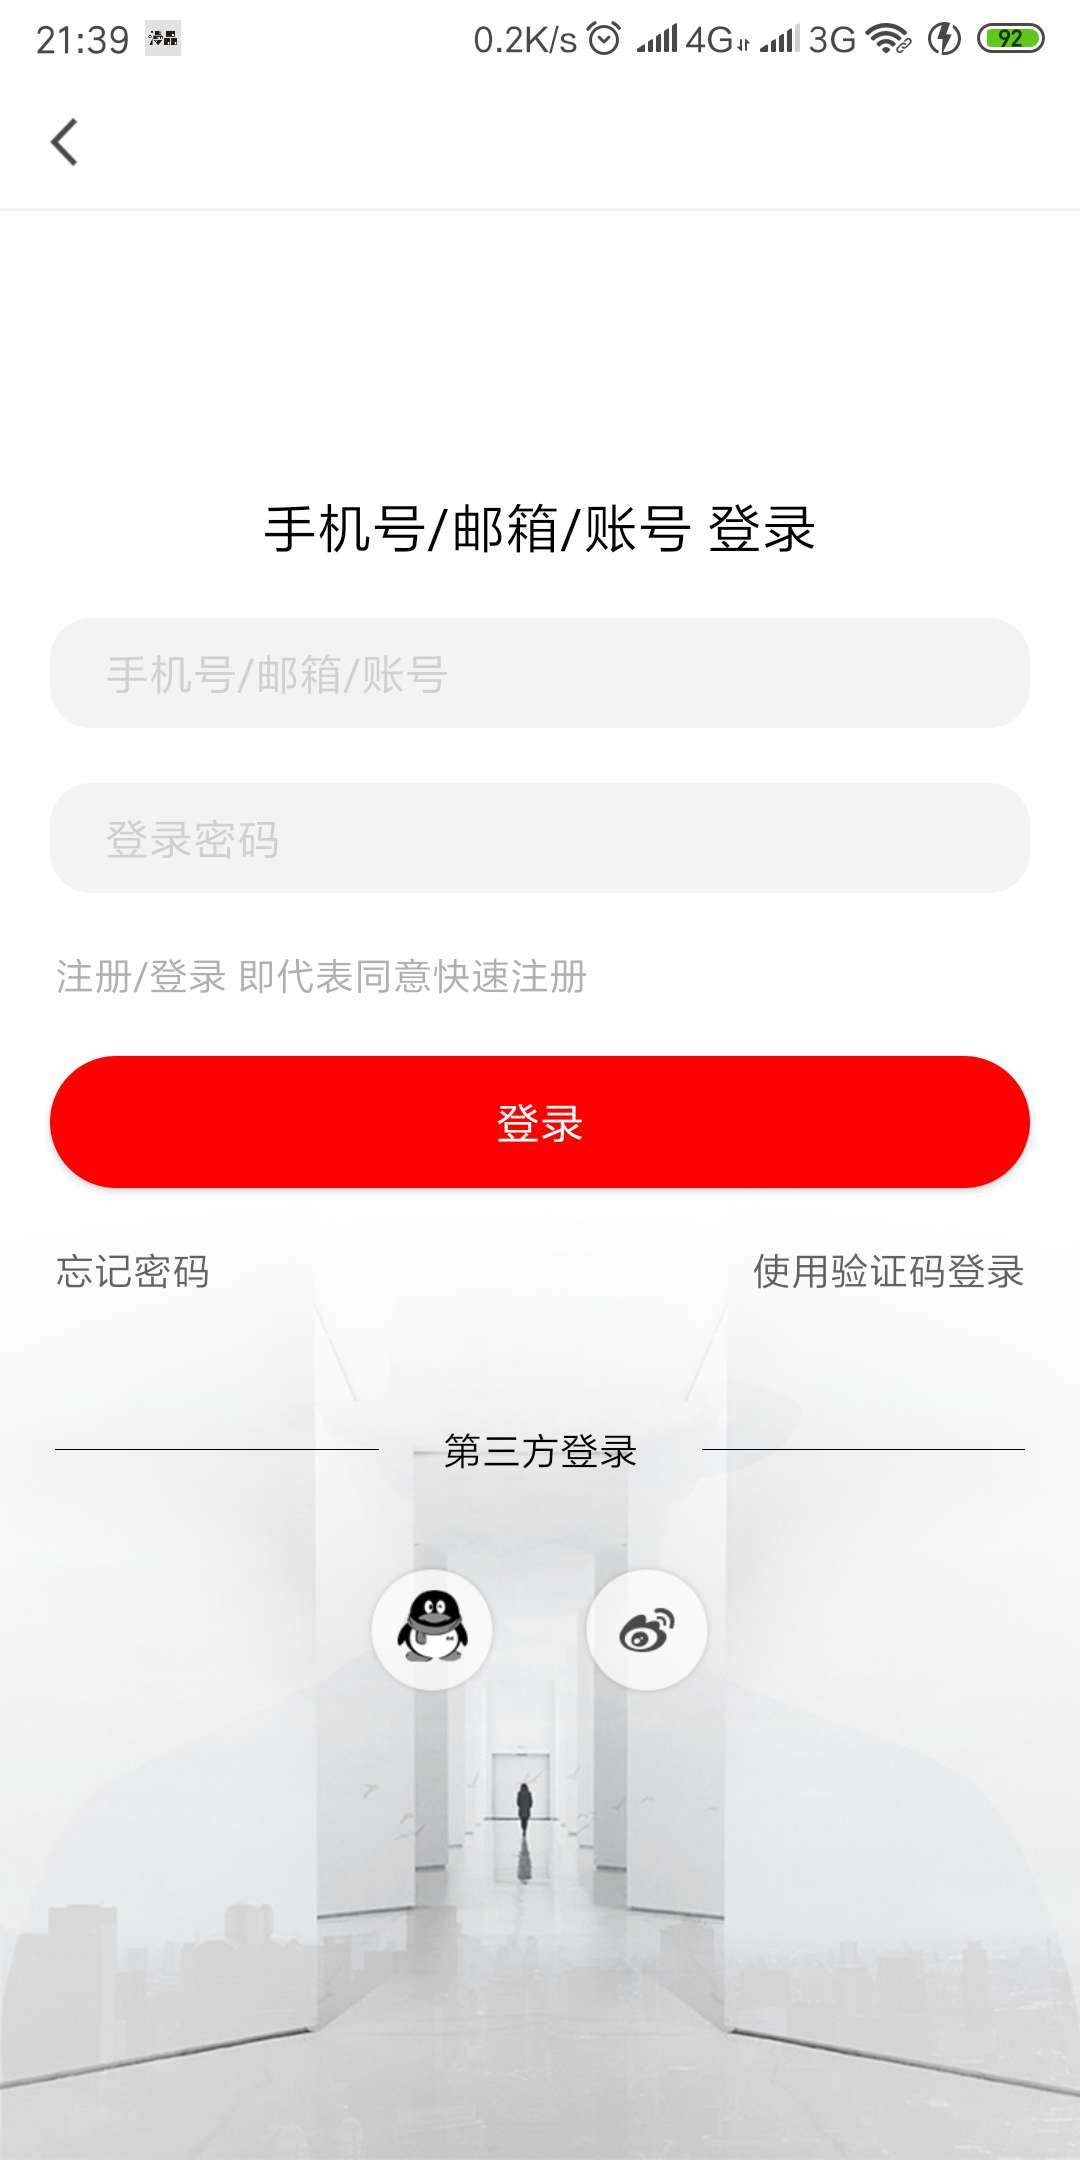 21:39 0.2K/s 4G 3G 92
手机号/邮箱/账号 登录
手机号/邮箱/账号
登录密码
注册/登录 即代表同意快速注册
登录
忘记密码 使用验证码登录
第三方登录